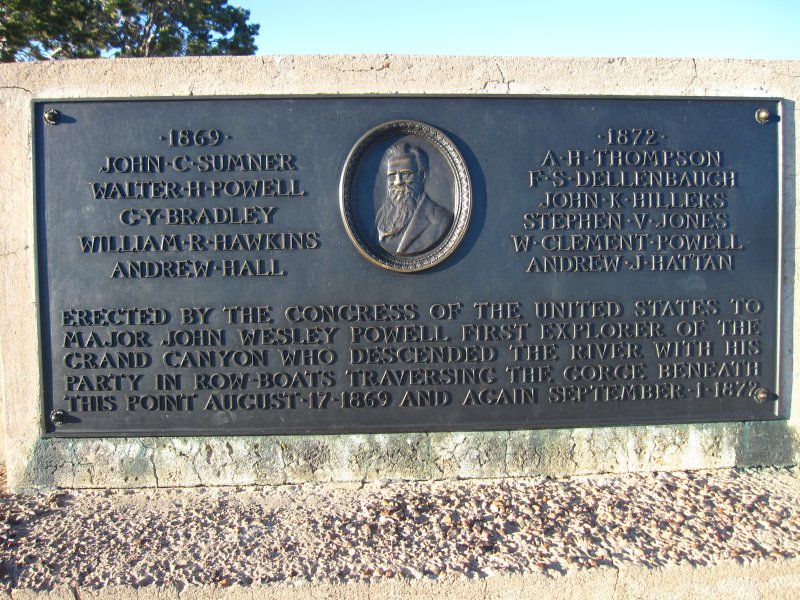 ·1869·
JOHN·C·SUMNER
WALTER·H·POWELL
G·Y·BRADLEY
WILLIAM·R·HAWKINS
ANDREW·HALL
·1872·
A·H·THOMPSON
F·S·DELLENBAUGH
JOHN·K·HILLERS
STEPHEN·V·JONES
W·CLEMENT·POWELL
ANDREW·J·HATTAN
ERECTED BY THE CONGRESS OF THE UNITED STATES TO
MAJOR JOHN WESLEY POWELL FIRST EXPLORER OF THE
GRAND CANYON WHO DESCENDED THE RIVER WITH HIS
PARTY IN ROW-BOATS TRAVERSING THE GORGE BENEATH
THIS POINT AUGUST·17·1869 AND AGAIN SEPTEMBER·1·1872